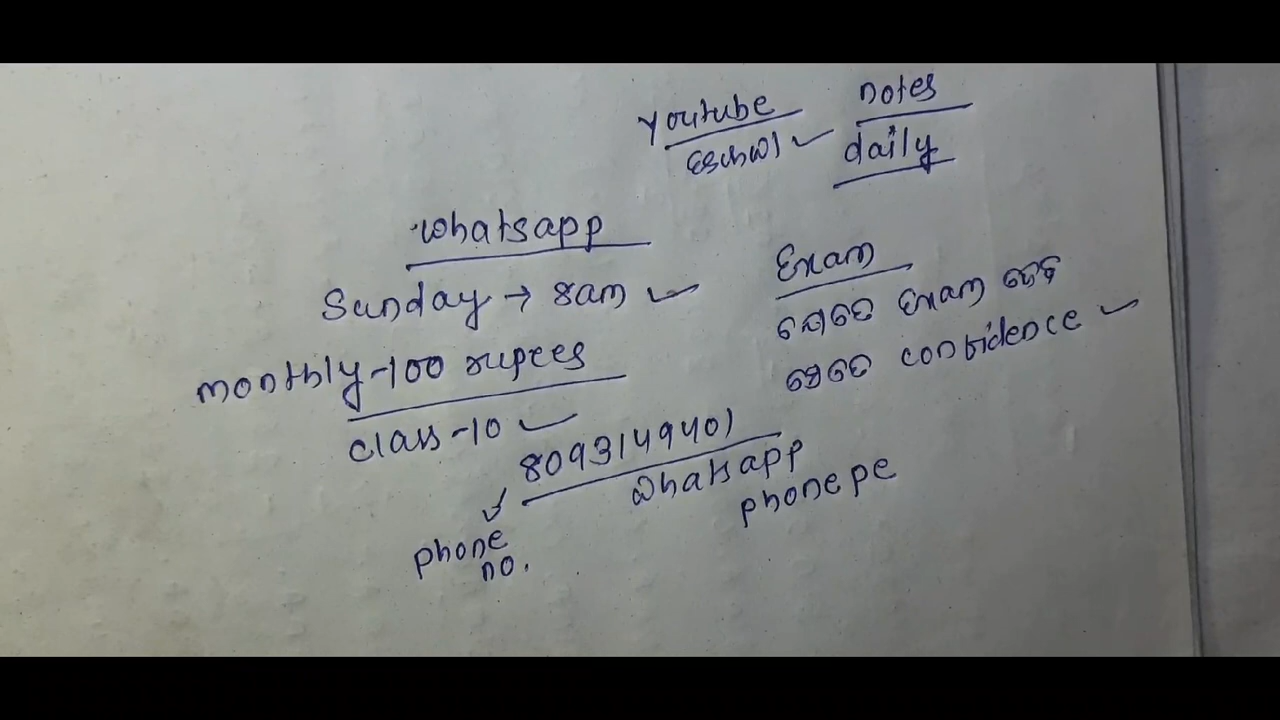 Youtube
notes
daily
whatsapp
Sunday → 8am
Exam
ଯେତେ Exam ଦେବ
ସେତେ confidence
monthly-100 rupees
class-10
8093149401
whatsapp
phonepe
phone
no.